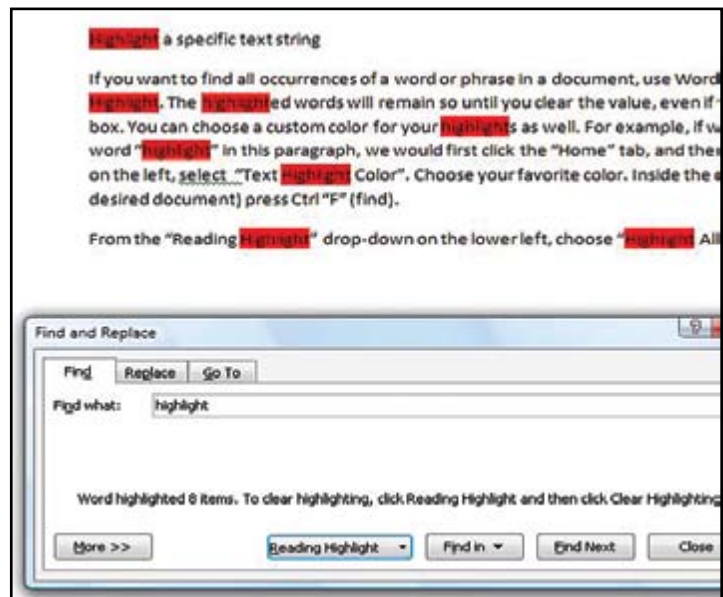 Highlight a specific text string
If you want to find all occurrences of a word or phrase in a document, use Word
Highlight. The highlighted words will remain so until you clear the value, even if
box. You can choose a custom color for your highlights as well. For example, if w
word "highlight" in this paragraph, we would first click the "Home" tab, and the
on the left, select "Text Highlight Color". Choose your favorite color. Inside the
desired document) press Ctrl "F" (find).
From the "Reading Highlight" drop-down on the lower left, choose "Highlight All
Find and Replace
Find Replace Go To
Find what: highlight
Word highlighted 8 items. To clear highlighting, click Reading Highlight and then click Clear Highlighting
More >> Reading Highlight Find in Find Next Close